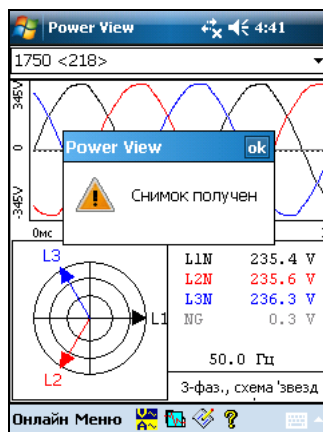 Power View 4:41
1750 <218>
345V
0
-345V
Power View ok
Снимок получен
0мс
L3
L1
L2
L1N 235.4 V
L2N 235.6 V
L3N 236.3 V
NG 0.3 V
50.0 Гц
3-фаз., схема 'звезд
Онлайн Меню